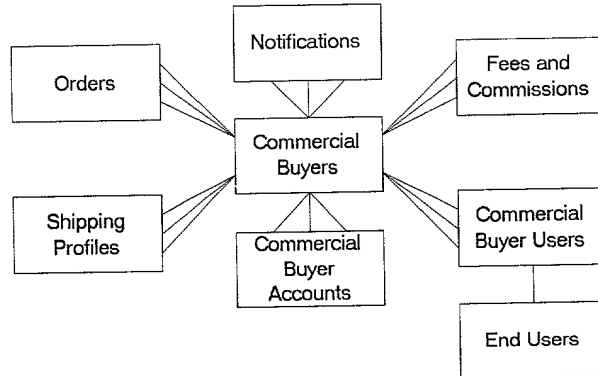 Notifications
Orders
Fees and
Commissions
Commercial
Buyers
Shipping
Profiles
Commercial
Buyer
Accounts
Commercial
Buyer Users
End Users